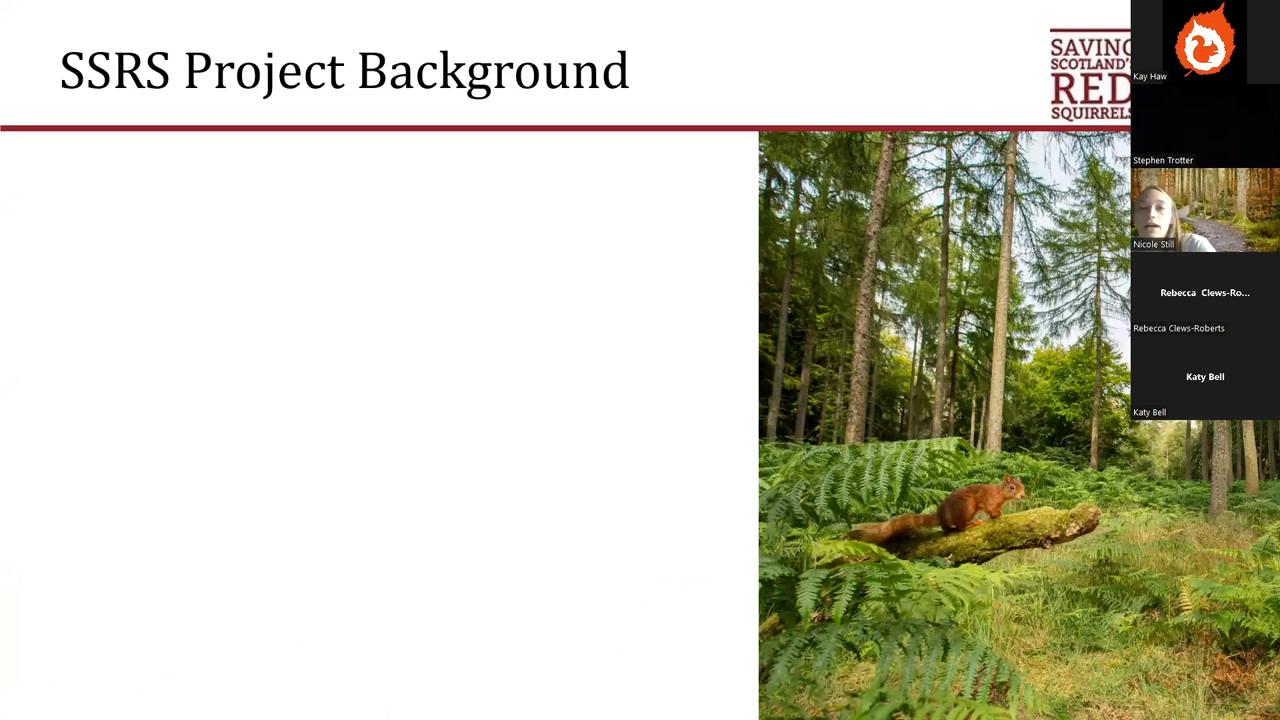 SSRS Project Background
SAVING
SCOTLAND'S
RED
SQUIRRELS
Kay Haw
Stephen Trotter
Nicole Still
Rebecca Clews-Ro...
Rebecca Clews-Roberts
Katy Bell
Katy Bell